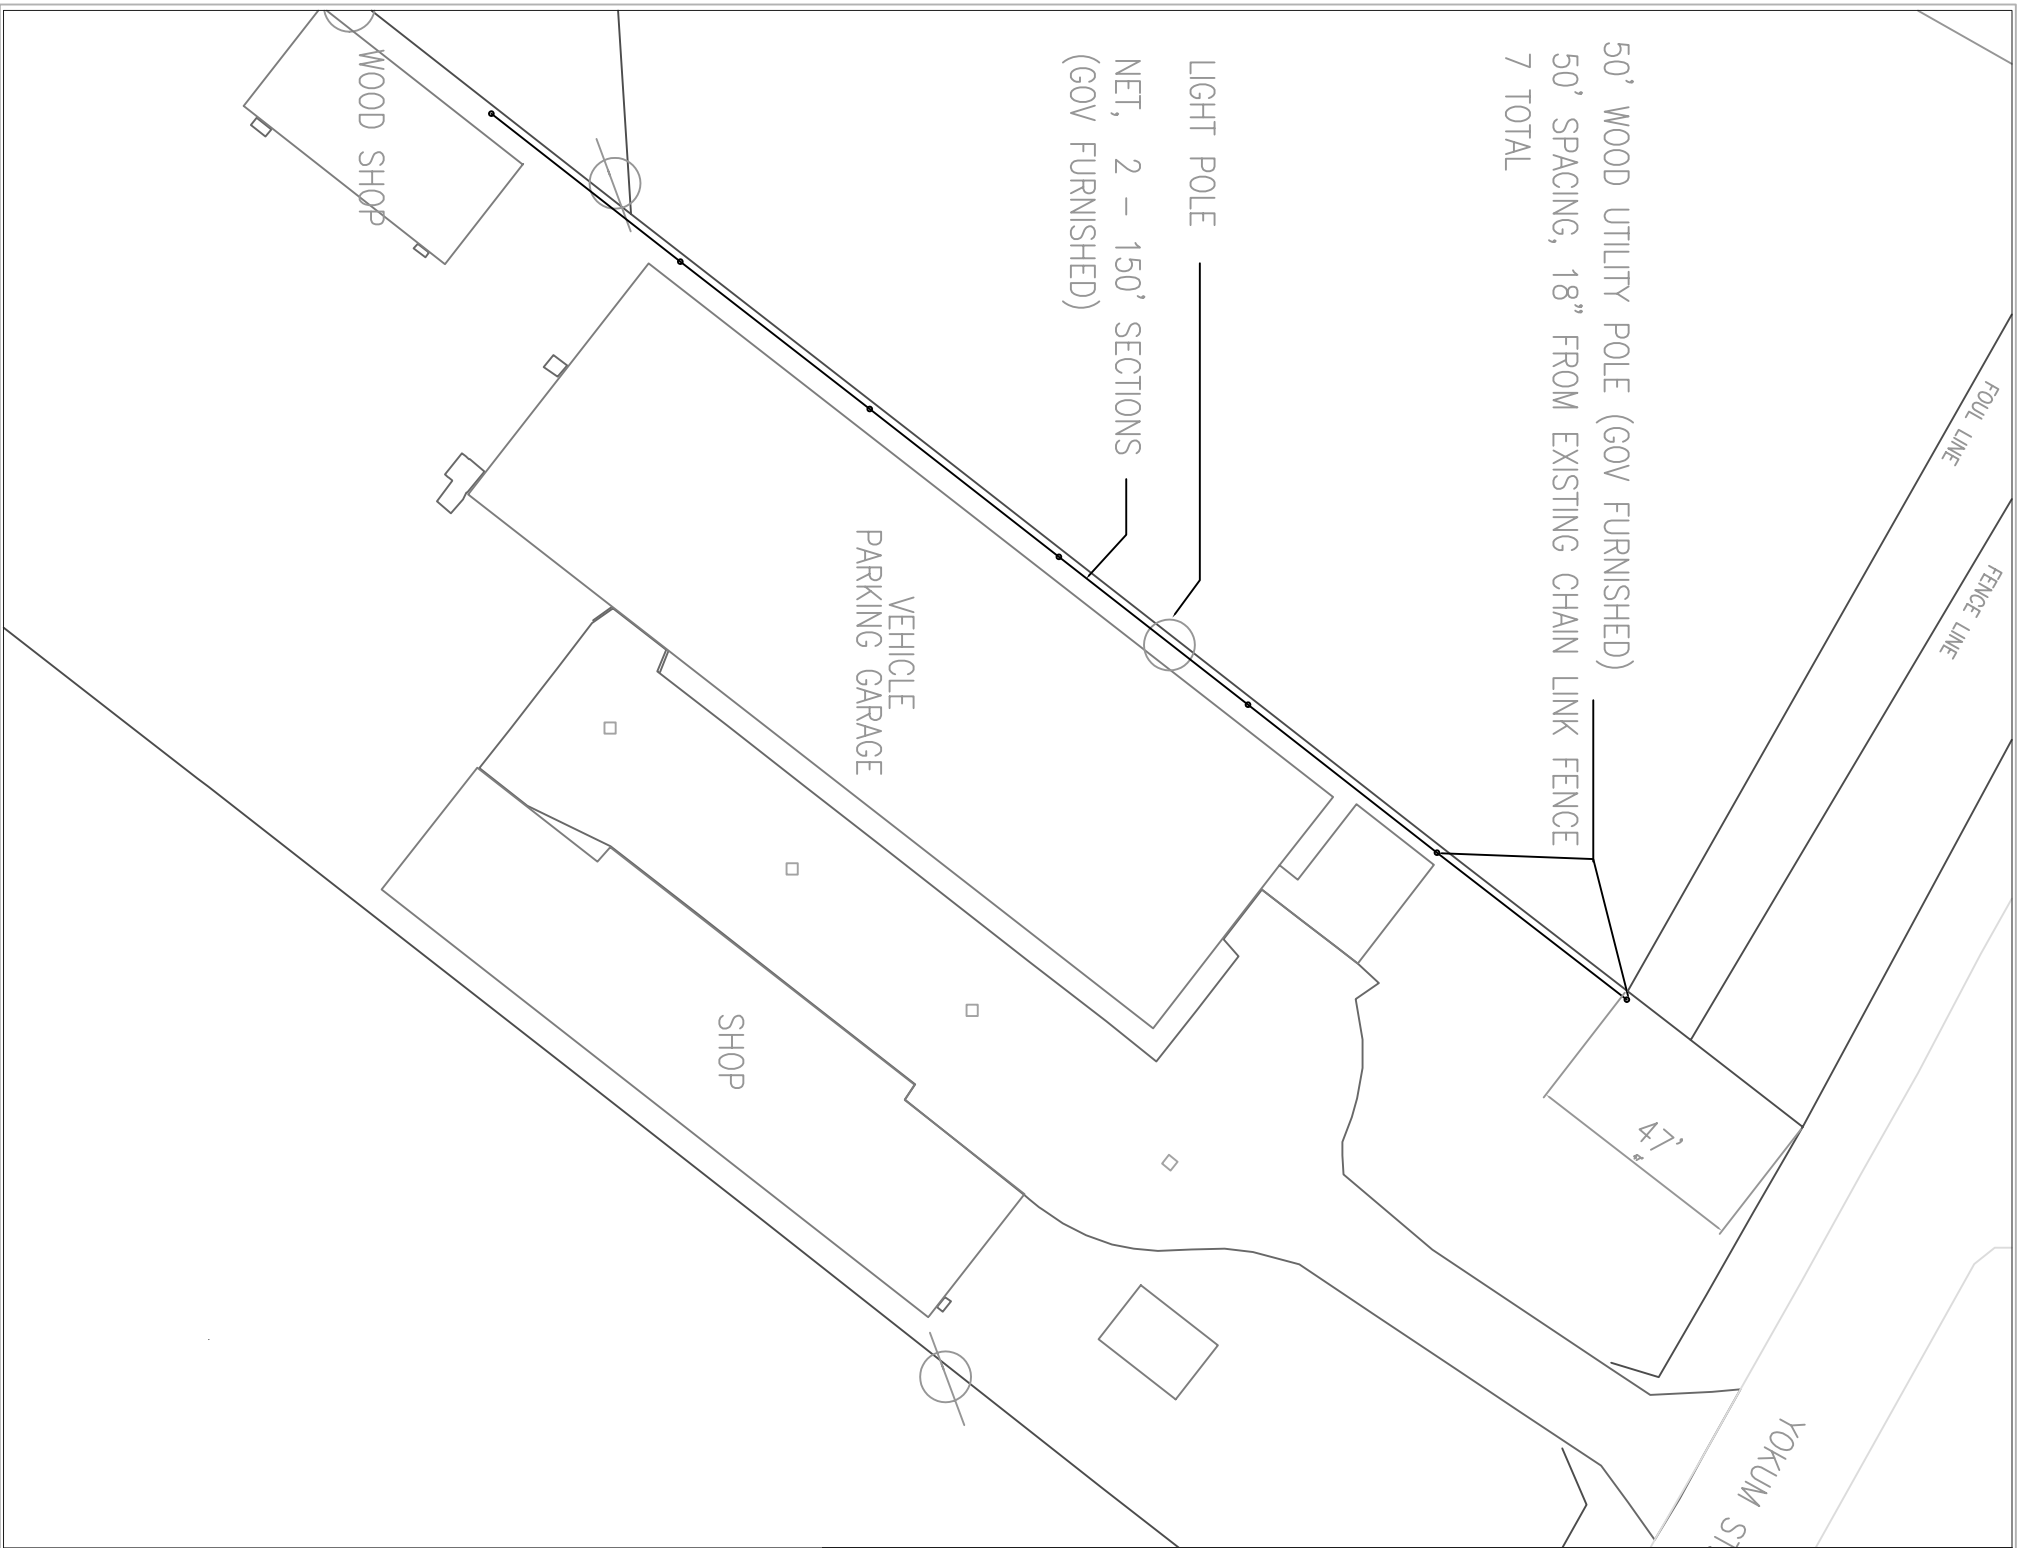 50' WOOD UTILITY POLE (GOV FURNISHED)
50' SPACING, 18" FROM EXISTING CHAIN LINK FENCE
7 TOTAL
LIGHT POLE
NET, 2 - 150' SECTIONS
(GOV FURNISHED)
WOOD SHOP
VEHICLE
PARKING GARAGE
SHOP
FOUL LINE
FENCE LINE
47'
YOKUM